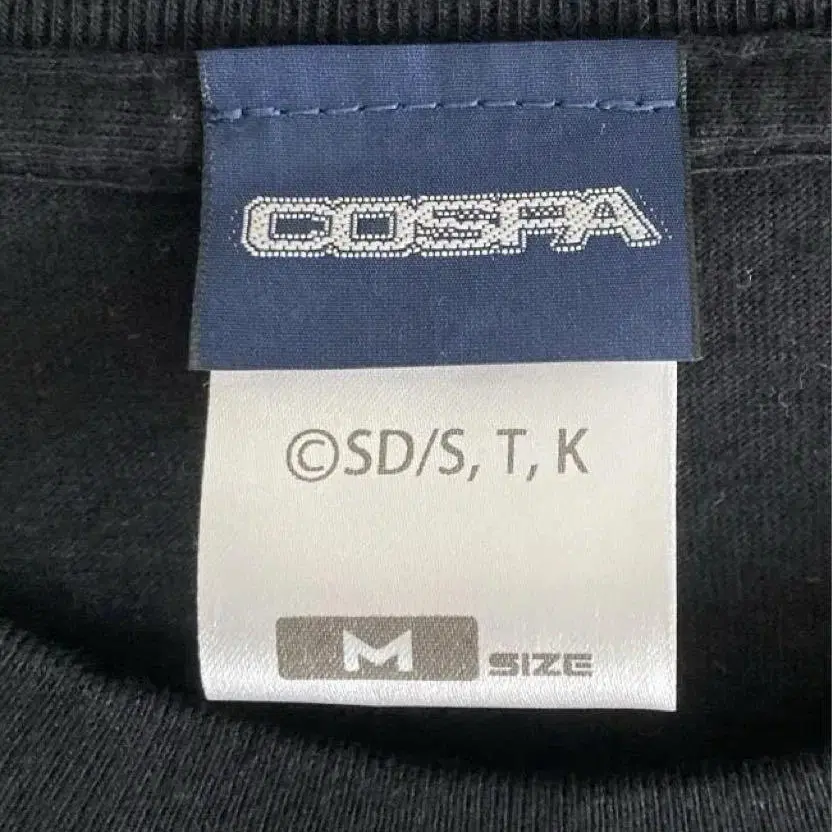 COSPA
©SD/S, T, K
M SIZE